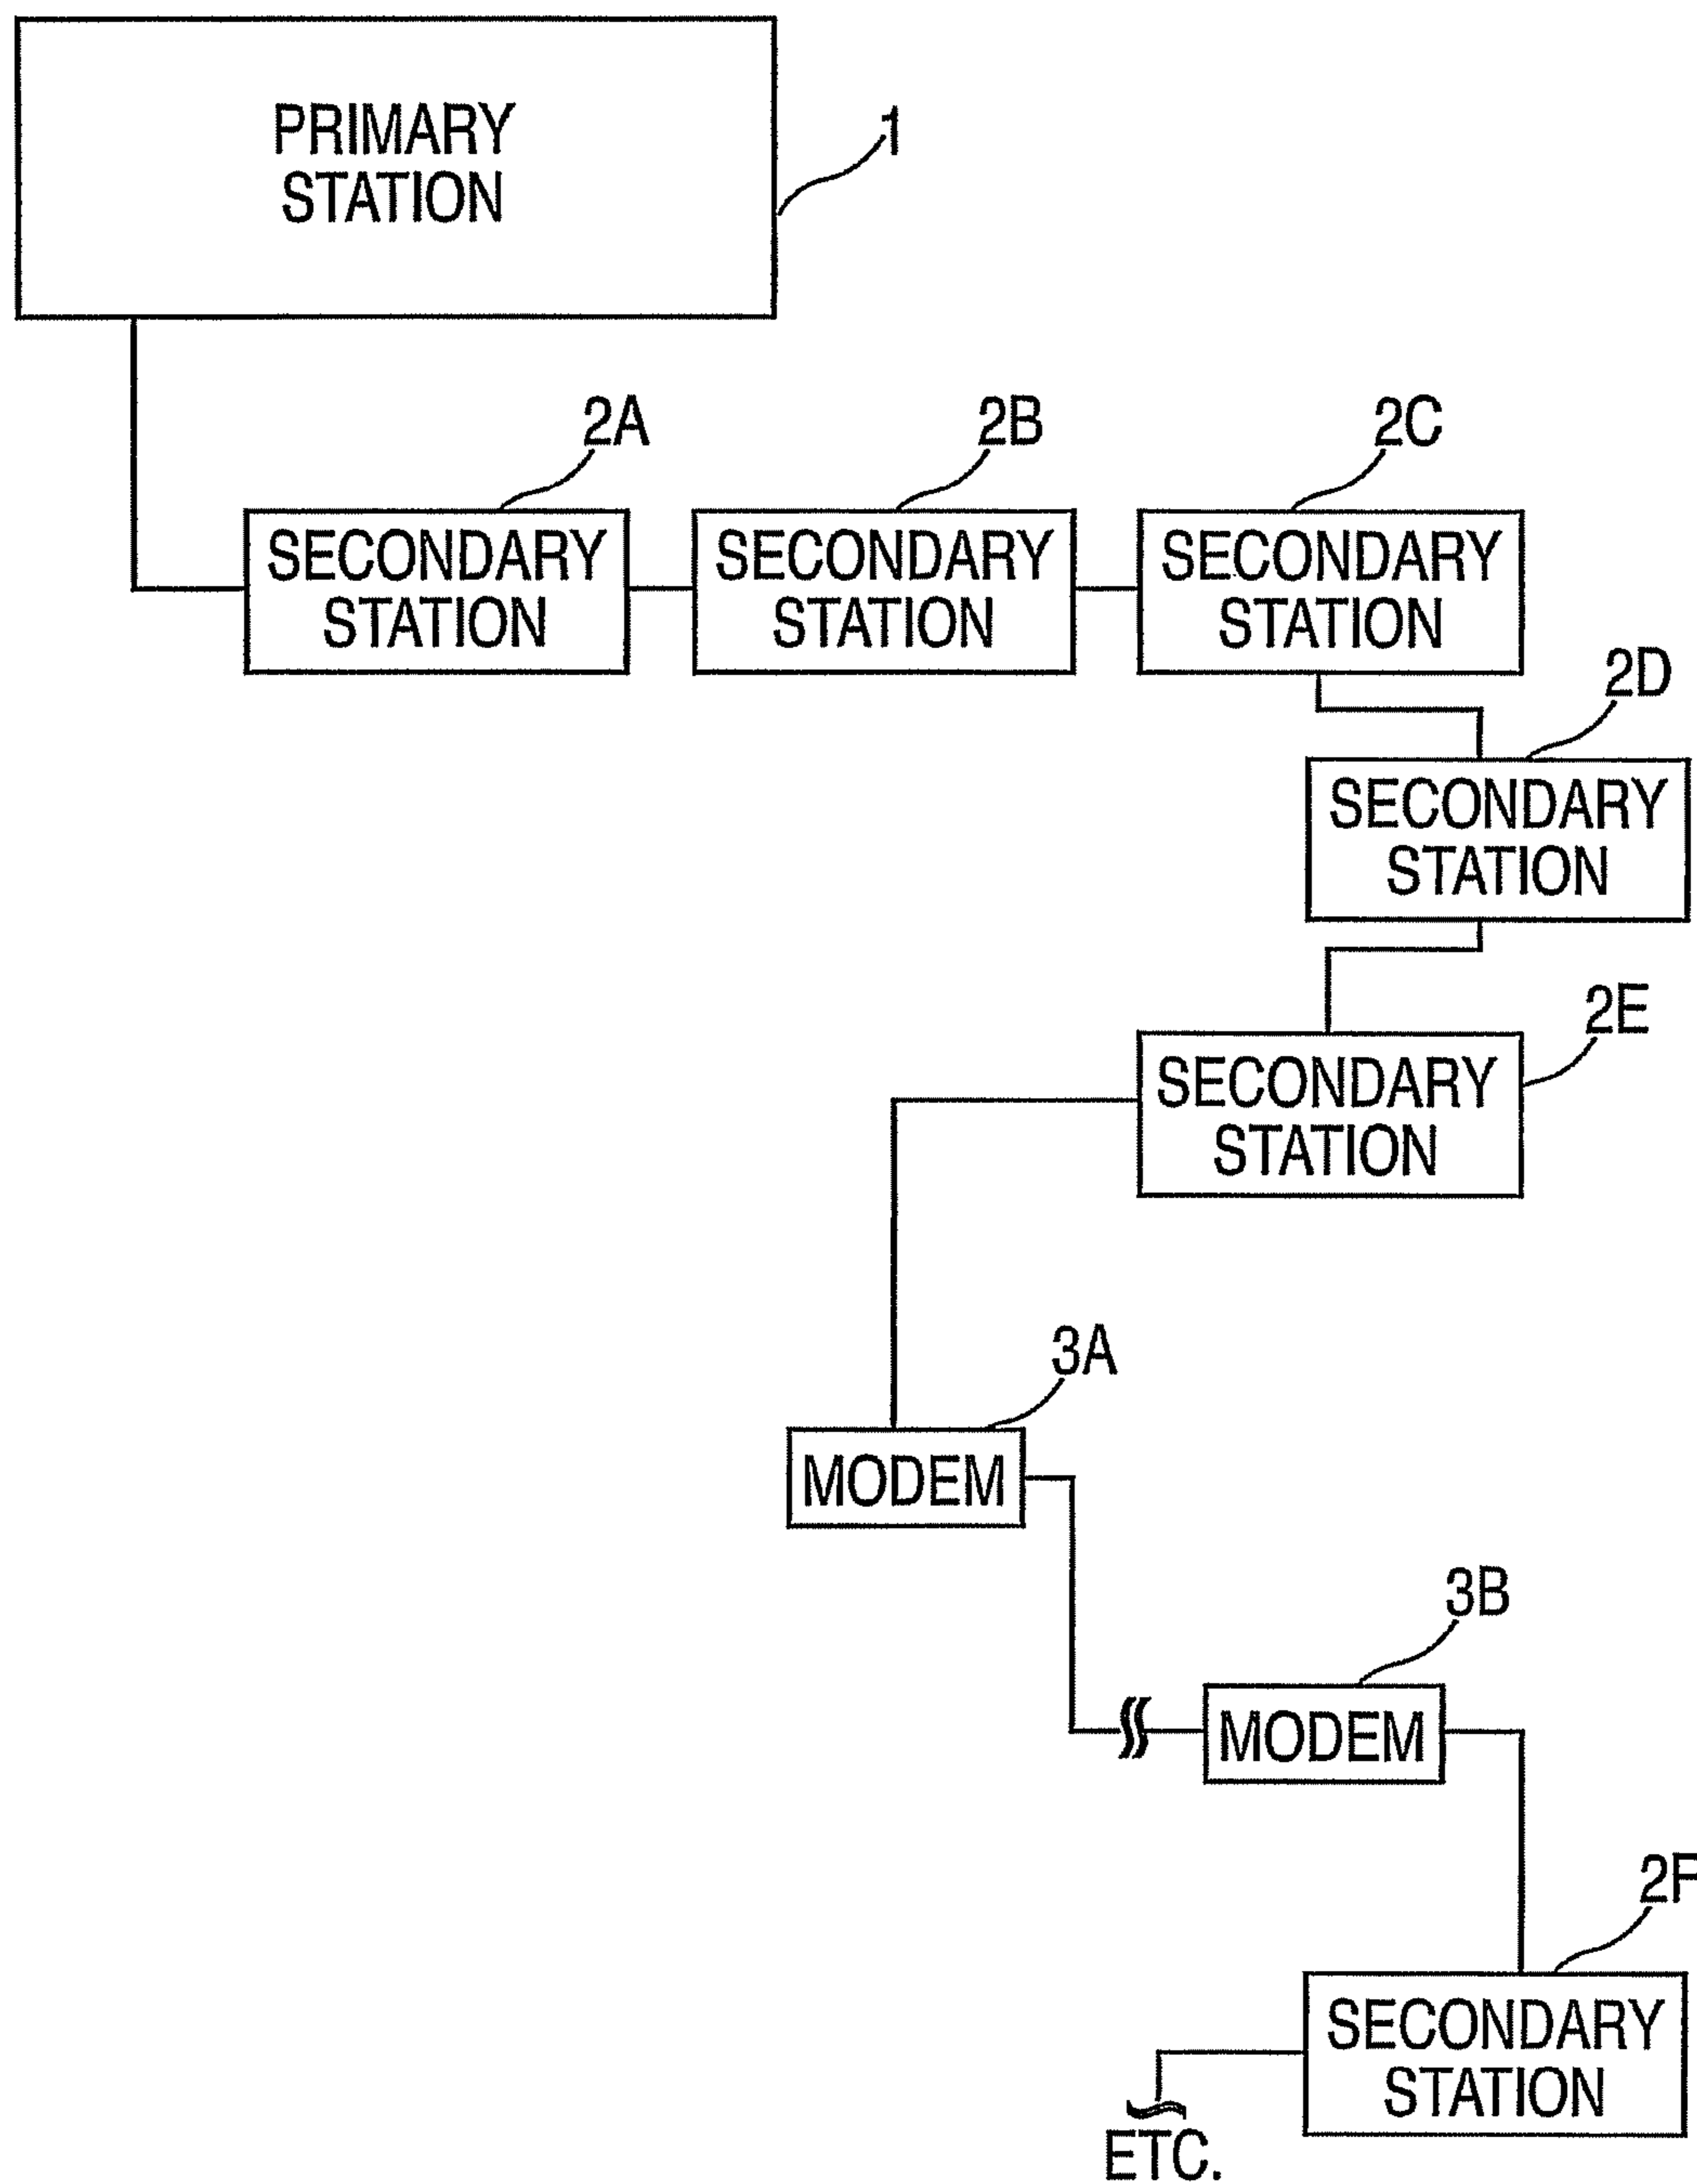 PRIMARY
STATION
1
2A
2B
2C
SECONDARY
STATION
SECONDARY
STATION
SECONDARY
STATION
2D
SECONDARY
STATION
2E
SECONDARY
STATION
3A
MODEM
3B
MODEM
2F
SECONDARY
STATION
ETC.